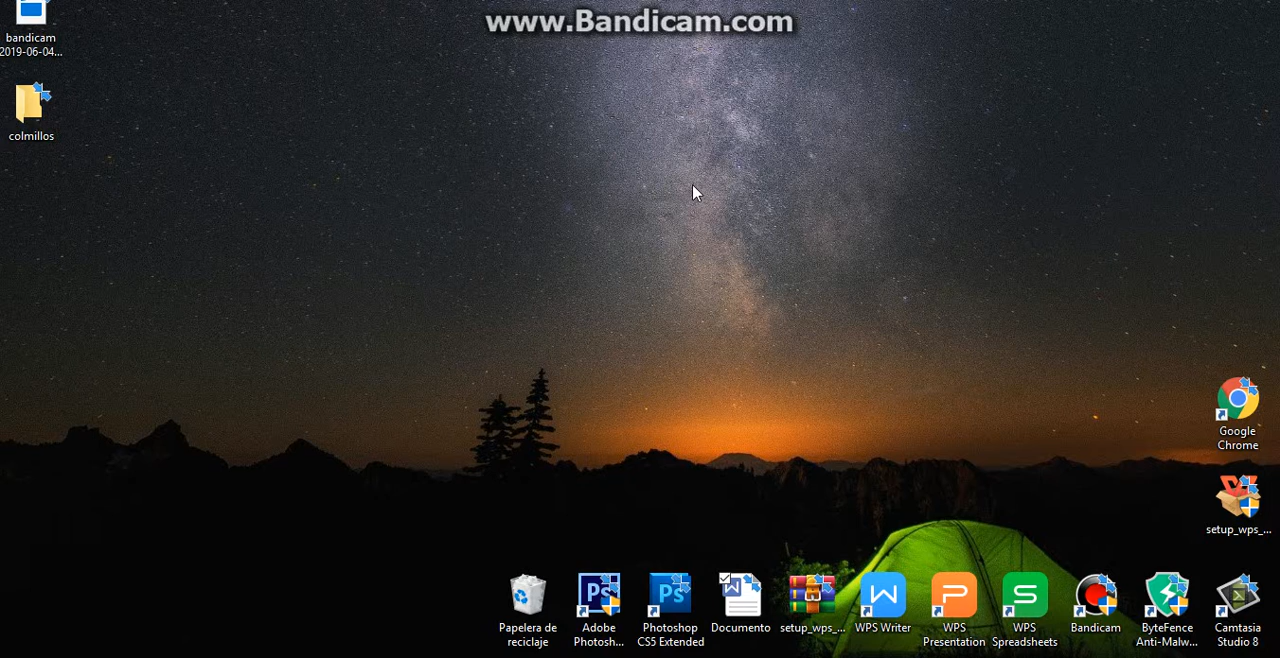 www.Bandicam.com
bandicam
2019-06-04...
colmillos
Google
Chrome
setup_wps_...
Papelera de
reciclaje
Adobe
Photosh...
Photoshop
CS5 Extended
Documento
setup_wps_...
WPS Writer
WPS
Presentation
WPS
Spreadsheets
Bandicam
ByteFence
Anti-Malw...
Camtasia
Studio 8